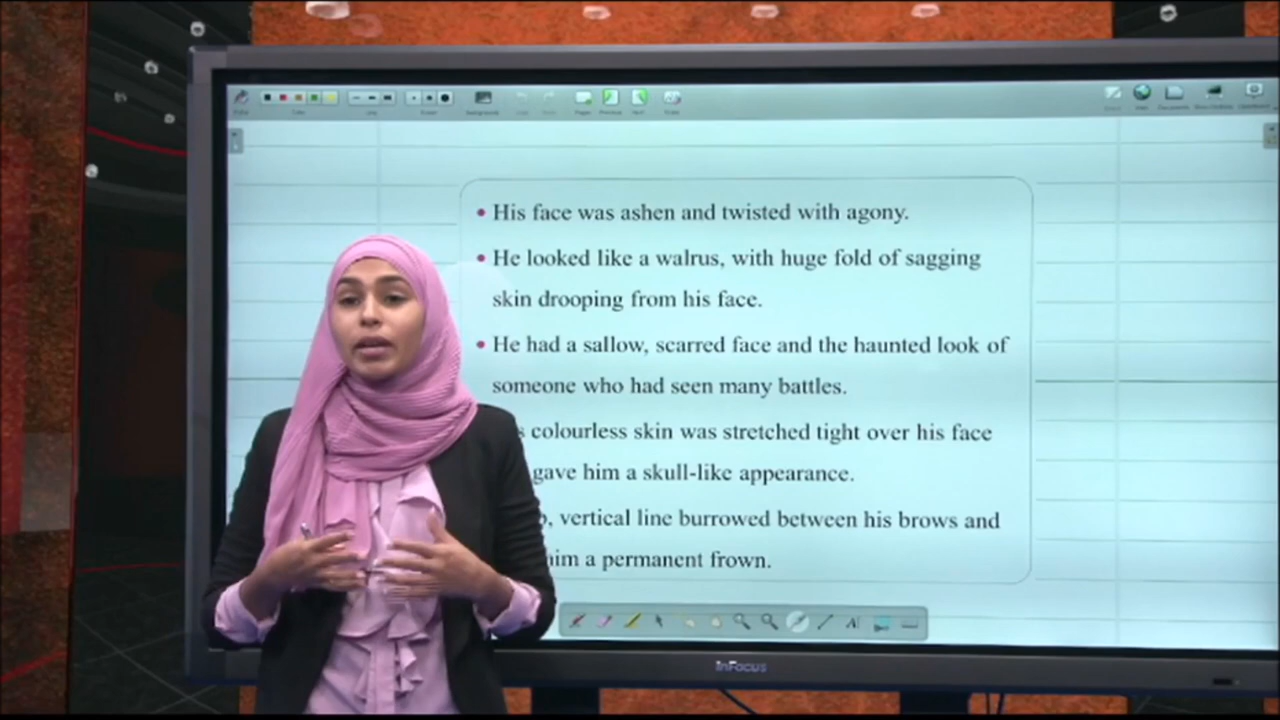 His face was ashen and twisted with agony.
He looked like a walrus, with huge fold of sagging
skin drooping from his face.
He had a sallow, scarred face and the haunted look of
someone who had seen many battles.
colourless skin was stretched tight over his face
gave him a skull-like appearance.
vertical line burrowed between his brows and
him a permanent frown.
InFocus